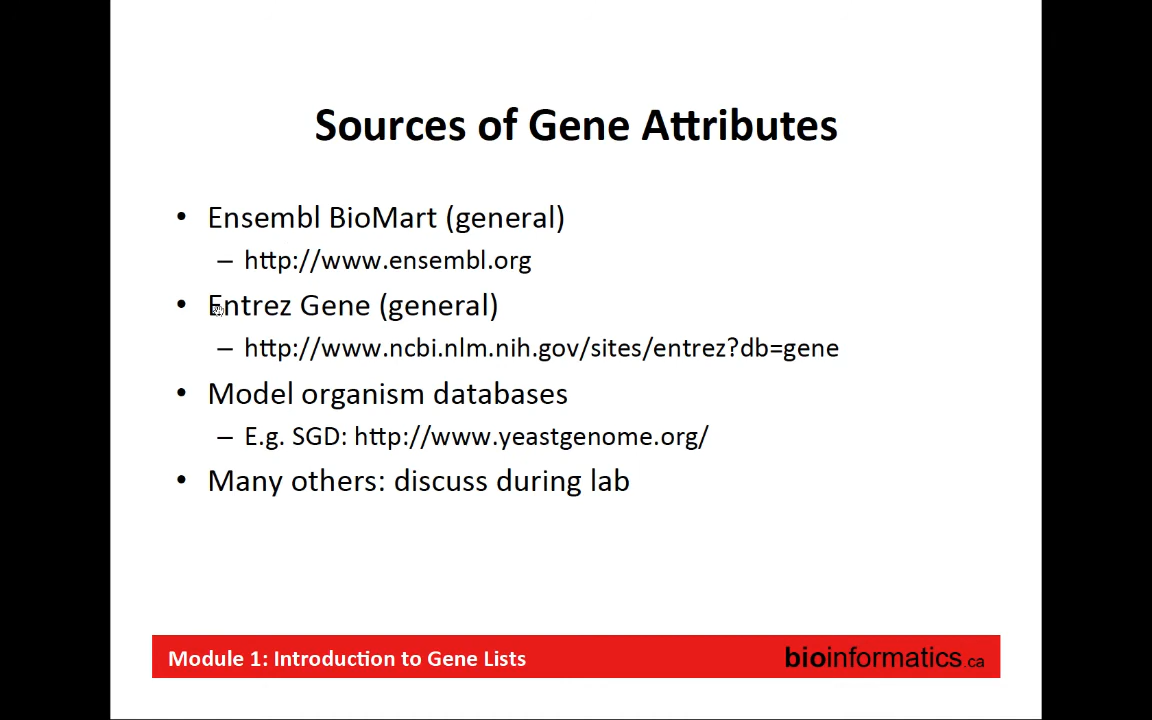 Sources of Gene Attributes
• Ensembl BioMart (general)
– http://www.ensembl.org
• Entrez Gene (general)
– http://www.ncbi.nlm.nih.gov/sites/entrez?db=gene
• Model organism databases
– E.g. SGD: http://www.yeastgenome.org/
• Many others: discuss during lab
Module 1: Introduction to Gene Lists
bioinformatics.ca